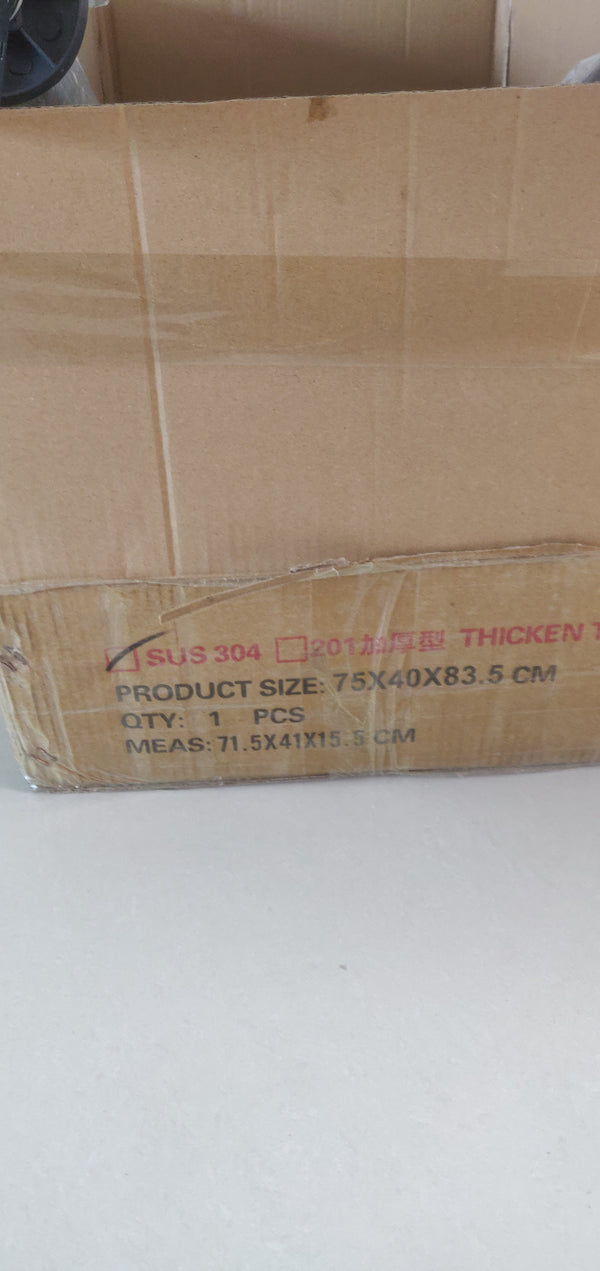 SUS 304 201加厚型 THICKEN
PRODUCT SIZE: 75X40X83.5 CM
QTY: 1 PCS
MEAS: 71.5X41X15.5 CM